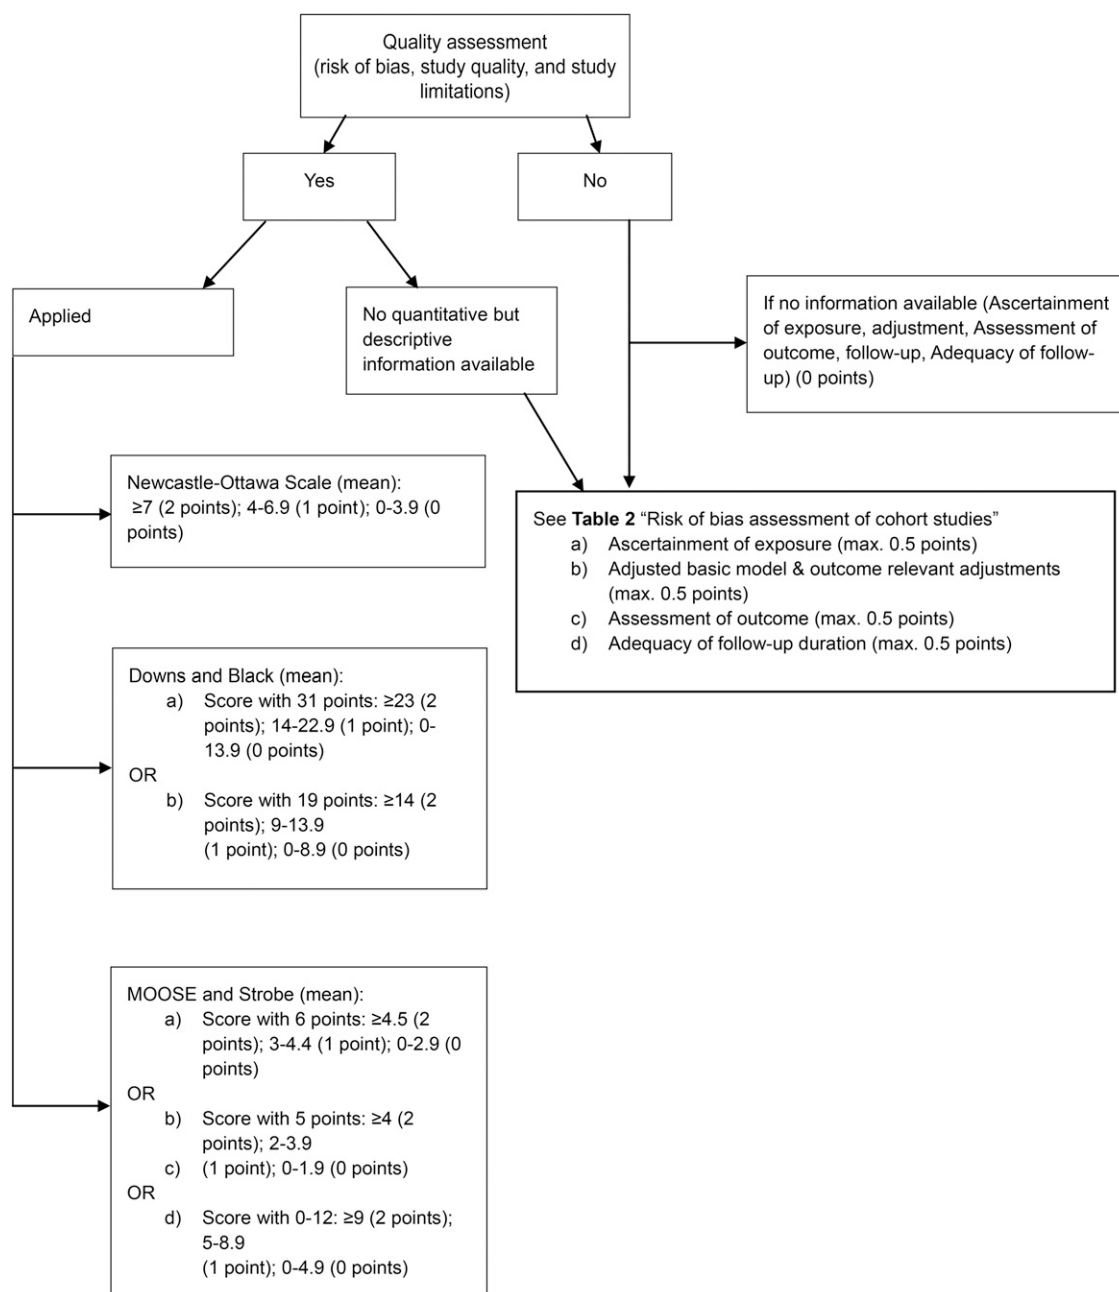 Quality assessment
(risk of bias, study quality, and study
limitations)
Yes
No
Applied
No quantitative but
descriptive
information available
If no information available (Ascertainment
of exposure, adjustment, Assessment of
outcome, follow-up, Adequacy of follow-
up) (0 points)
Newcastle-Ottawa Scale (mean):
≥7 (2 points); 4-6.9 (1 point); 0-3.9 (0
points)
See Table 2 “Risk of bias assessment of cohort studies”
a) Ascertainment of exposure (max. 0.5 points)
b) Adjusted basic model & outcome relevant adjustments
(max. 0.5 points)
c) Assessment of outcome (max. 0.5 points)
d) Adequacy of follow-up duration (max. 0.5 points)
Downs and Black (mean):
a) Score with 31 points: ≥23 (2
points); 14-22.9 (1 point); 0-
13.9 (0 points)
OR
b) Score with 19 points: ≥14 (2
points); 9-13.9
(1 point); 0-8.9 (0 points)
MOOSE and Strobe (mean):
a) Score with 6 points: ≥4.5 (2
points); 3-4.4 (1 point); 0-2.9 (0
points)
OR
b) Score with 5 points: ≥4 (2
points); 2-3.9
c) (1 point); 0-1.9 (0 points)
OR
d) Score with 0-12: ≥9 (2 points);
5-8.9
(1 point); 0-4.9 (0 points)